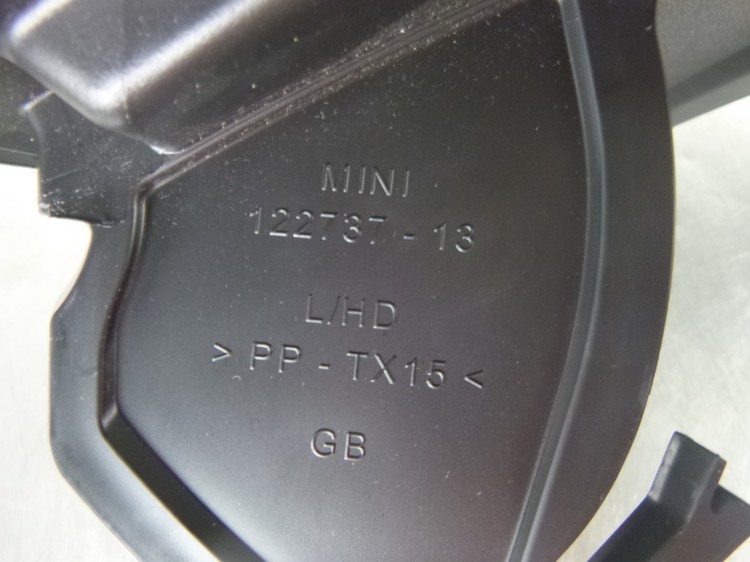 MINI
122737 - 13
L/HD
> PP - TX15 <
GB